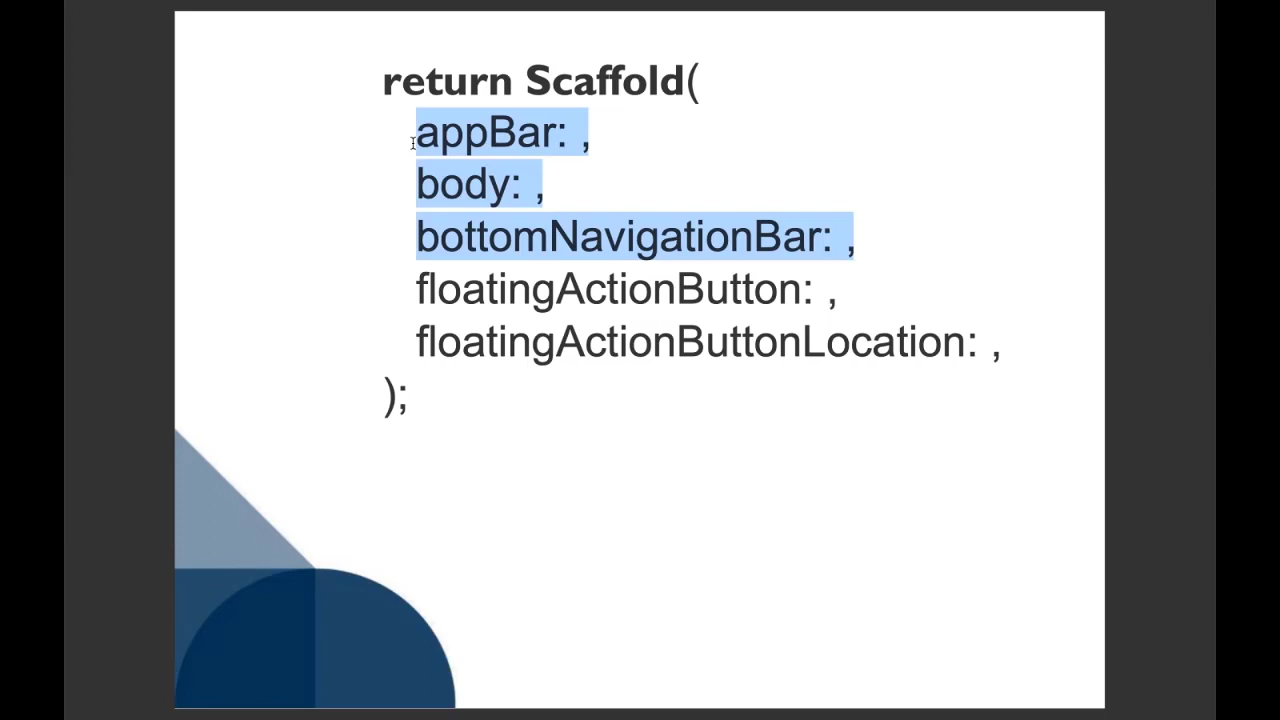 return Scaffold(
appBar: ,
body: ,
bottomNavigationBar: ,
floatingActionButton: ,
floatingActionButtonLocation: ,
);